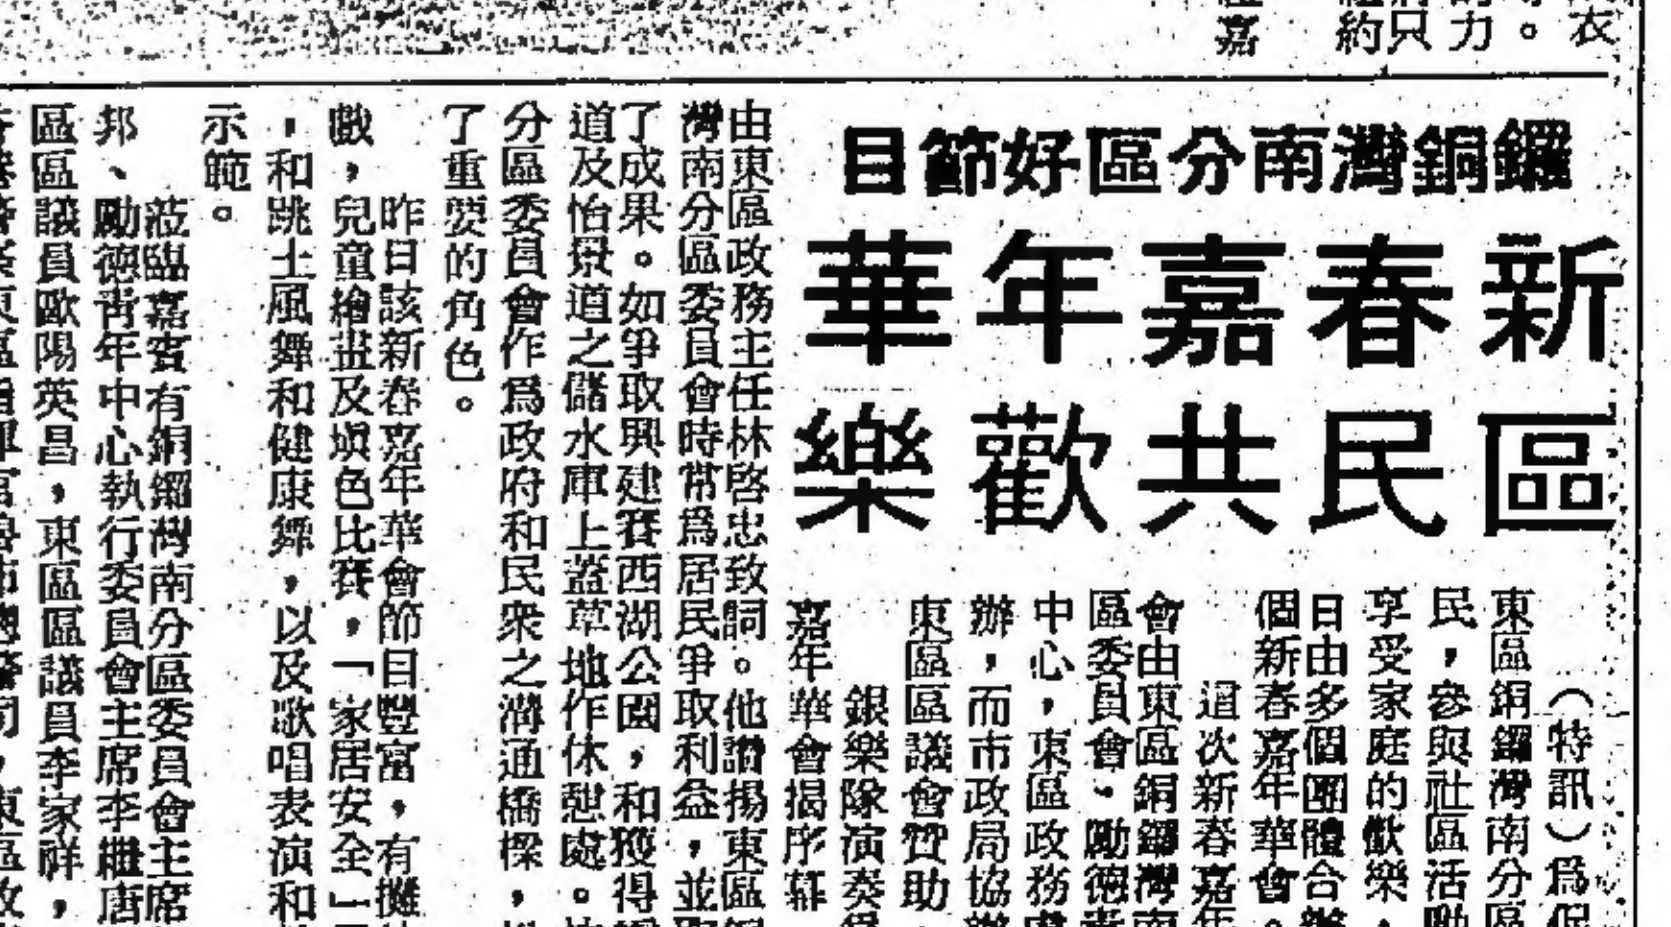 衣
。
力
只
約
嘉
鑼銅灣南分區好節目
新春嘉年華
區民共歡樂
（特訊）爲促
東區銅鑼灣南分區
民，參與社區活動
享受家庭的歡樂，
日由多個團體合辦
個新春嘉年華會。
這次新春嘉年
會由東區銅鑼灣南
區委員會、勵德青
中心，東區政務處
辦，而市政局協辦
東區區議會贊助，
銀樂隊演奏爲
嘉年華會揭序幕
由東區政務主任林啓忠致詞。他讚揚東區銅
灣南分區委員會時常爲居民爭取利益，並取
了成果。如爭取興建賽西湖公園，和獲得
道及怡景道之儲水庫上蓋草地作休憩處。
分區委員會作爲政府和民衆之溝通橋樑，
了重要的角色。
昨日該新春嘉年華會節目豐富，有攤
戲，兒童繪畫及塡色比賽，「家居安全」
，和跳土風舞和健康舞，以及歌唱表演和
示範。
蒞臨嘉賓有銅鑼灣南分區委員會主席
邦、勵德靑年中心執行委員會主席李繼唐
區區議員歐陽英昌，東區區議員李家祥，
東區